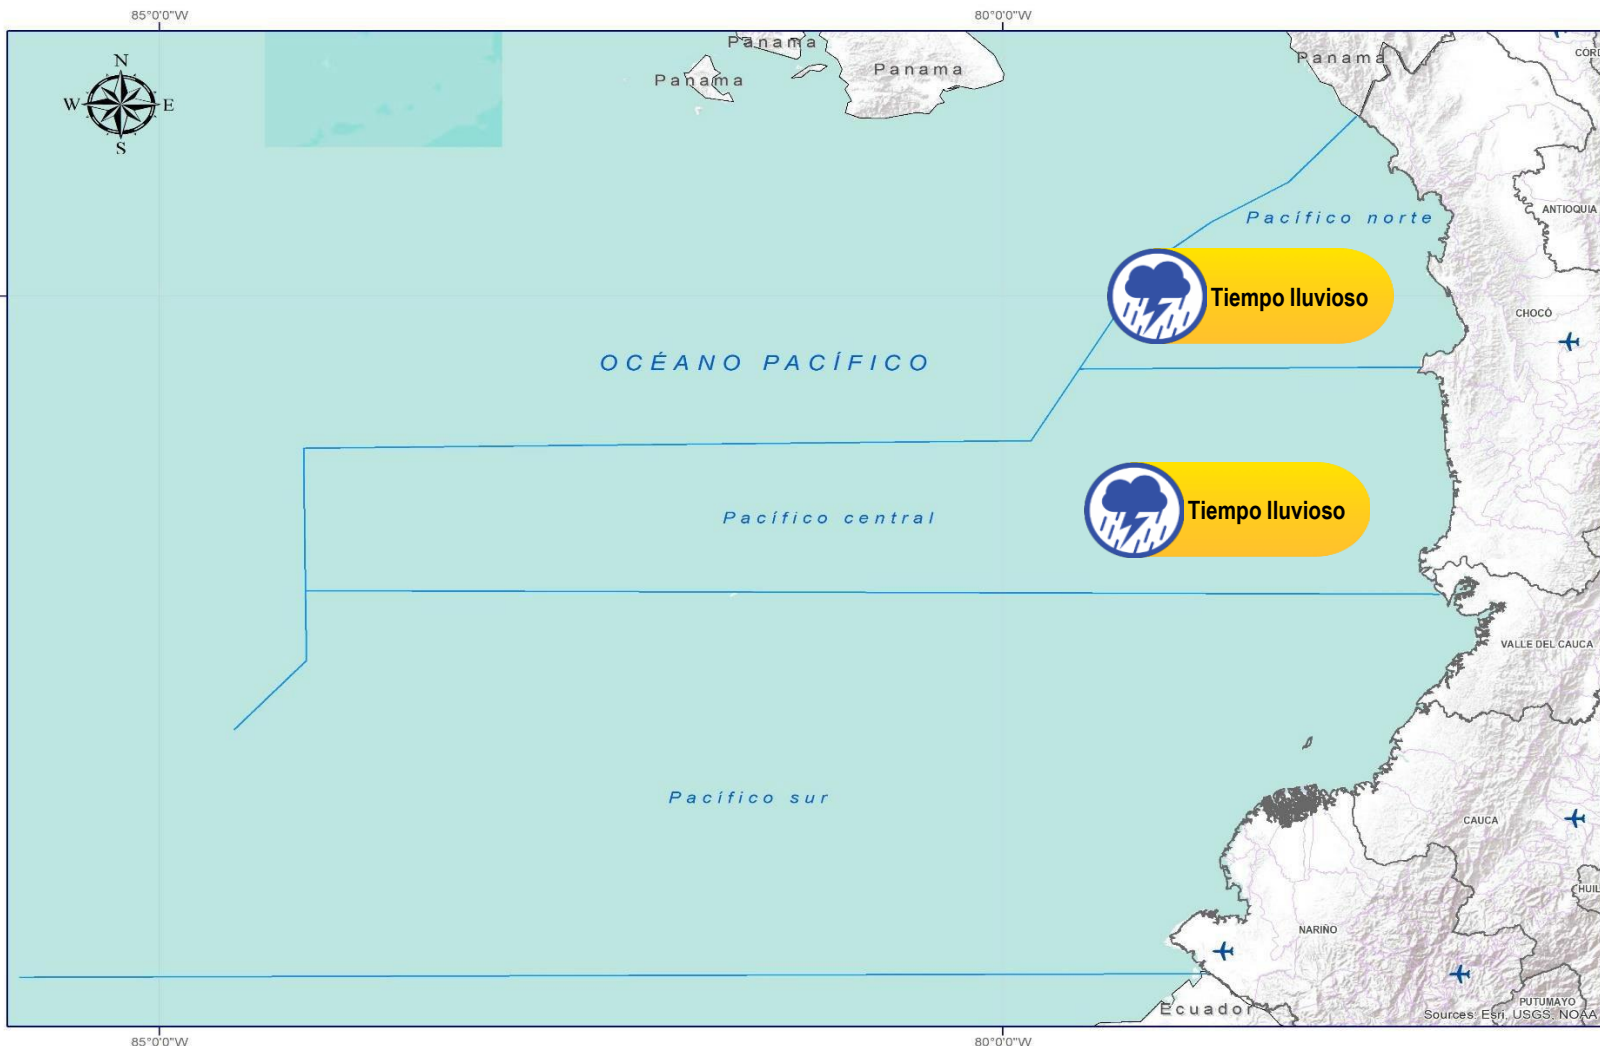 85°0'0"W
80°0'0"W
N
W
E
S
Panama
Panama
Panama
Panama
CÓRD
ANTIOQUIA
Pacífico norte
Tiempo lluvioso
CHOCÓ
OCÉANO PACÍFICO
Tiempo lluvioso
Pacífico central
VALLE DEL CAUCA
Pacífico sur
CAUCA
HUIL
NARIÑO
PUTUMAYO
Ecuador
Sources: Esri, USGS, NOAA
85°0'0"W
80°0'0"W